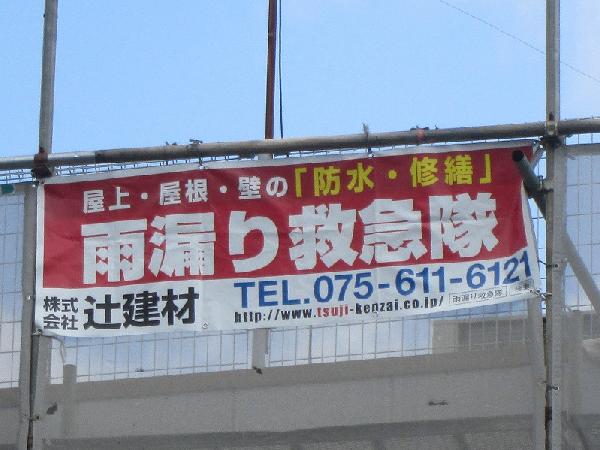 屋上・屋根・壁の「防水・修繕」
雨漏り救急隊
株式会社 辻建材
TEL.075-611-6121
http://www.tsuji-kenzai.co.jp/
雨漏り救急隊